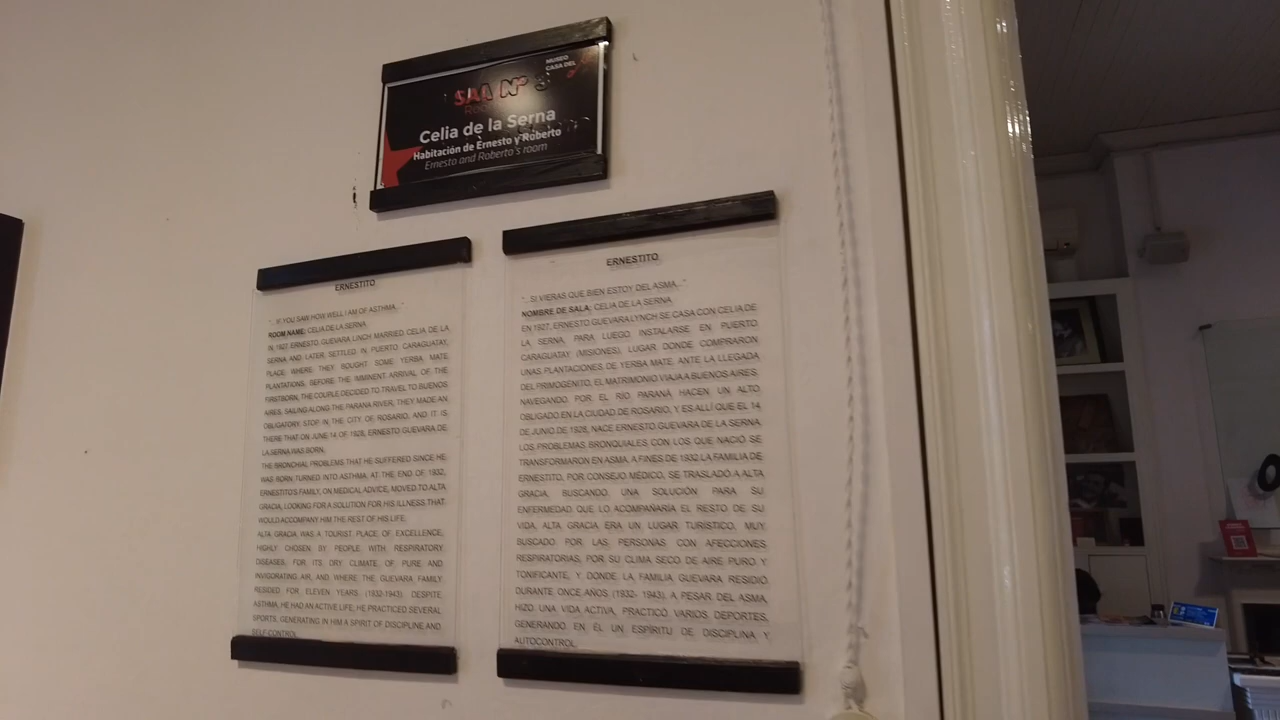 MUSEO
CASA DEL
SAA Nº 3
Celia de la Serna
Habitación de Ernesto y Roberto
Ernesto and Roberto's room
ERNESTITO
"...IF YOU SAW HOW WELL I AM OF ASTHMA..."
ROOM NAME: CELIA DE LA SERNA
IN 1927 ERNESTO GUEVARA LINCH MARRIED CELIA DE LA
SERNA AND LATER, SETTLED IN PUERTO CARAGUATAY,
PLACE WHERE THEY BOUGHT SOME YERBA MATE
PLANTATIONS. BEFORE THE IMMINENT ARRIVAL OF THE
FIRSTBORN, THE COUPLE DECIDED TO TRAVEL TO BUENOS
AIRES, SAILING ALONG THE PARANA RIVER, THEY MADE AN
OBLIGATORY STOP IN THE CITY OF ROSARIO, AND IT IS
THERE THAT ON JUNE 14 OF 1928, ERNESTO GUEVARA DE
LA SERNA WAS BORN.
THE BRONCHIAL PROBLEMS THAT HE SUFFERED SINCE HE
WAS BORN TURNED INTO ASTHMA. AT THE END OF 1932,
ERNESTITO'S FAMILY, ON MEDICAL ADVICE, MOVED TO ALTA
GRACIA, LOOKING FOR A SOLUTION FOR HIS ILLNESS THAT
WOULD ACCOMPANY HIM THE REST OF HIS LIFE.
ALTA GRACIA WAS A TOURIST PLACE OF EXCELLENCE,
HIGHLY CHOSEN BY PEOPLE WITH RESPIRATORY
DISEASES, FOR ITS DRY CLIMATE, OF PURE AND
INVIGORATING AIR, AND WHERE THE GUEVARA FAMILY
RESIDED FOR ELEVEN YEARS (1932-1943). DESPITE
ASTHMA, HE HAD AN ACTIVE LIFE, HE PRACTICED SEVERAL
SPORTS, GENERATING IN HIM A SPIRIT OF DISCIPLINE AND
SELF-CONTROL.
ERNESTITO
"...SI VIERAS QUE BIEN ESTOY DEL ASMA..."
NOMBRE DE SALA: CELIA DE LA SERNA
EN 1927, ERNESTO GUEVARA LYNCH SE CASA CON CELIA DE
LA SERNA, PARA LUEGO INSTALARSE EN PUERTO
CARAGUATAY (MISIONES), LUGAR DONDE COMPRARON
UNAS PLANTACIONES DE YERBA MATE. ANTE LA LLEGADA
DEL PRIMOGÉNITO, EL MATRIMONIO VIAJA A BUENOS AIRES,
NAVEGANDO POR EL RÍO PARANÁ HACEN UN ALTO
OBLIGADO EN LA CIUDAD DE ROSARIO, Y ES ALLÍ QUE EL 14
DE JUNIO DE 1928, NACE ERNESTO GUEVARA DE LA SERNA.
LOS PROBLEMAS BRONQUIALES CON LOS QUE NACIÓ SE
TRANSFORMARON EN ASMA. A FINES DE 1932 LA FAMILIA DE
ERNESTITO, POR CONSEJO MÉDICO, SE TRASLADÓ A ALTA
GRACIA, BUSCANDO UNA SOLUCIÓN PARA SU
ENFERMEDAD QUE LO ACOMPAÑARÍA EL RESTO DE SU
VIDA. ALTA GRACIA ERA UN LUGAR TURÍSTICO, MUY
BUSCADO POR LAS PERSONAS CON AFECCIONES
RESPIRATORIAS, POR SU CLIMA SECO DE AIRE PURO Y
TONIFICANTE, Y DONDE LA FAMILIA GUEVARA RESIDIÓ
DURANTE ONCE AÑOS (1932- 1943). A PESAR DEL ASMA,
HIZO UNA VIDA ACTIVA, PRACTICÓ VARIOS DEPORTES,
GENERANDO EN ÉL UN ESPÍRITU DE DISCIPLINA Y
AUTOCONTROL.